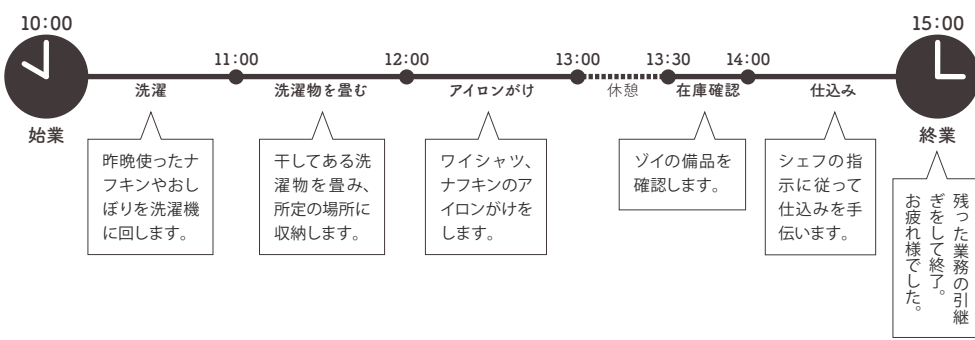 10:00
11:00
12:00
13:00
13:30
14:00
15:00
洗濯
洗濯物を畳む
アイロンがけ
休憩
在庫確認
仕込み
始業
終業
昨晩使ったナ
フキンやおし
ぼりを洗濯機
に回します。
干してある洗
濯物を畳み、
所定の場所に
収納します。
ワイシャツ、
ナフキンのア
イロンがけを
します。
ゾイの備品を
確認します。
シェフの指
示に従って
仕込みを手
伝います。
残った業務の引継
ぎをして終了。
お疲れ様でした。